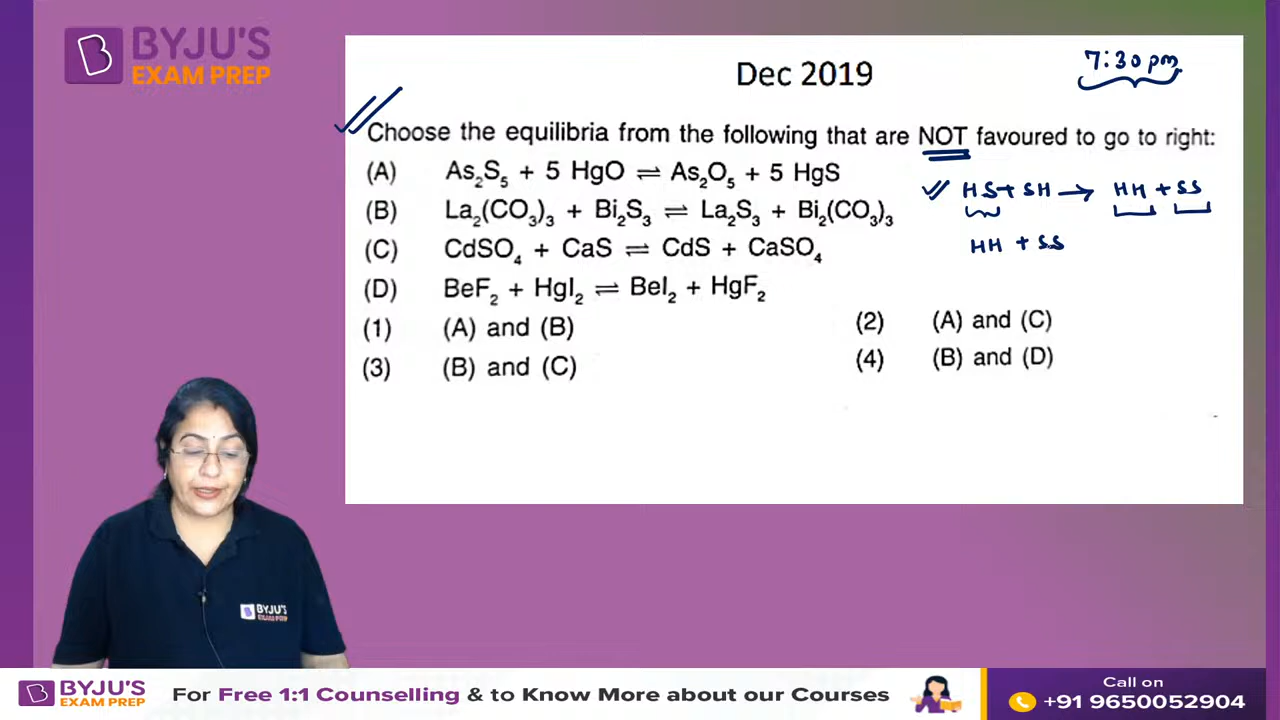 BYJU'S
EXAM PREP
Dec 2019
7:30 pm
Choose the equilibria from the following that are NOT favoured to go to right:
(A) As₂S₅ + 5 HgO ⇌ As₂O₅ + 5 HgS
(B) La₂(CO₃)₃ + Bi₂S₃ ⇌ La₂S₃ + Bi₂(CO₃)₃
(C) CdSO₄ + CaS ⇌ CdS + CaSO₄
(D) BeF₂ + HgI₂ ⇌ BeI₂ + HgF₂
HS + SH → HH + SS
HH + SS
(1) (A) and (B) (2) (A) and (C)
(3) (B) and (C) (4) (B) and (D)
BYJU'S
EXAM PREP
BYJU'S
EXAM PREP
For Free 1:1 Counselling & to Know More about our Courses
Call on
+91 9650052904